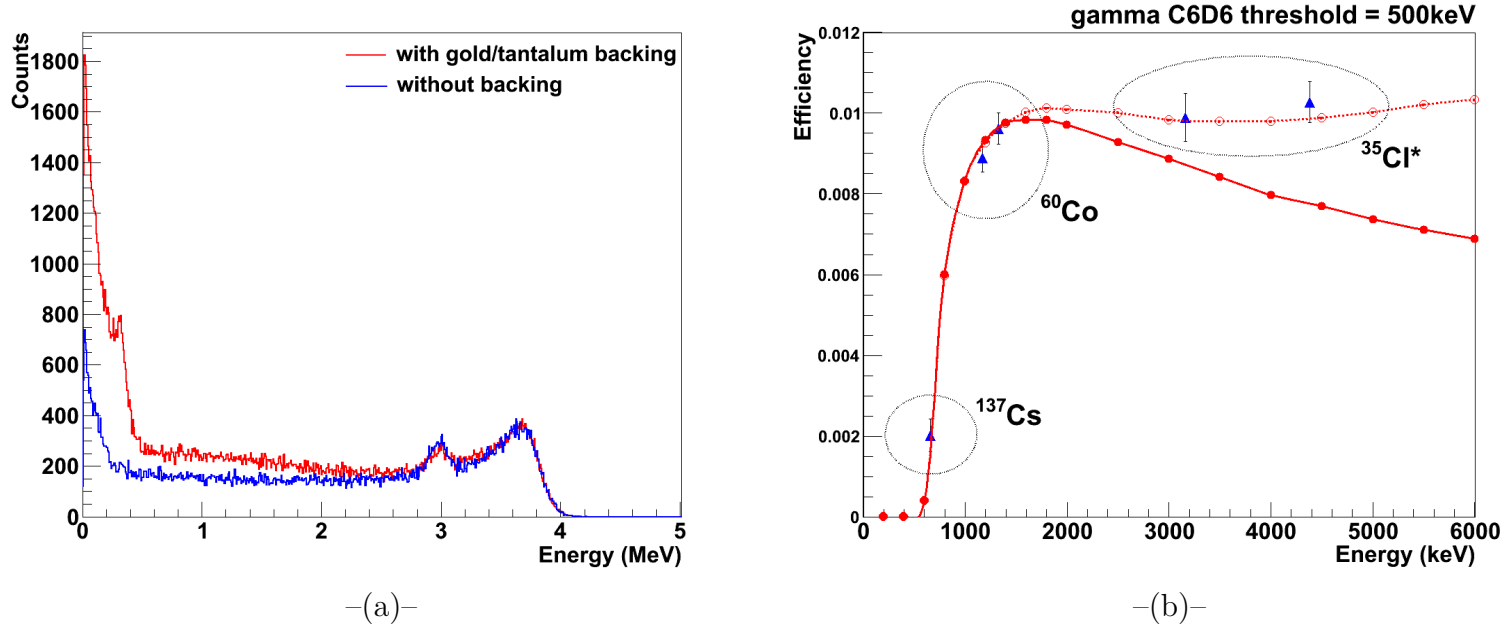 with gold/tantalum backing
without backing
Counts
1800
1600
1400
1200
1000
800
600
400
200
0
0 1 2 3 4 5
Energy (MeV)
–(a)–
gamma C6D6 threshold = 500keV
Efficiency
0.012
0.01
0.008
0.006
0.004
0.002
0
35Cl*
60Co
137Cs
0 1000 2000 3000 4000 5000 6000
Energy (keV)
–(b)–